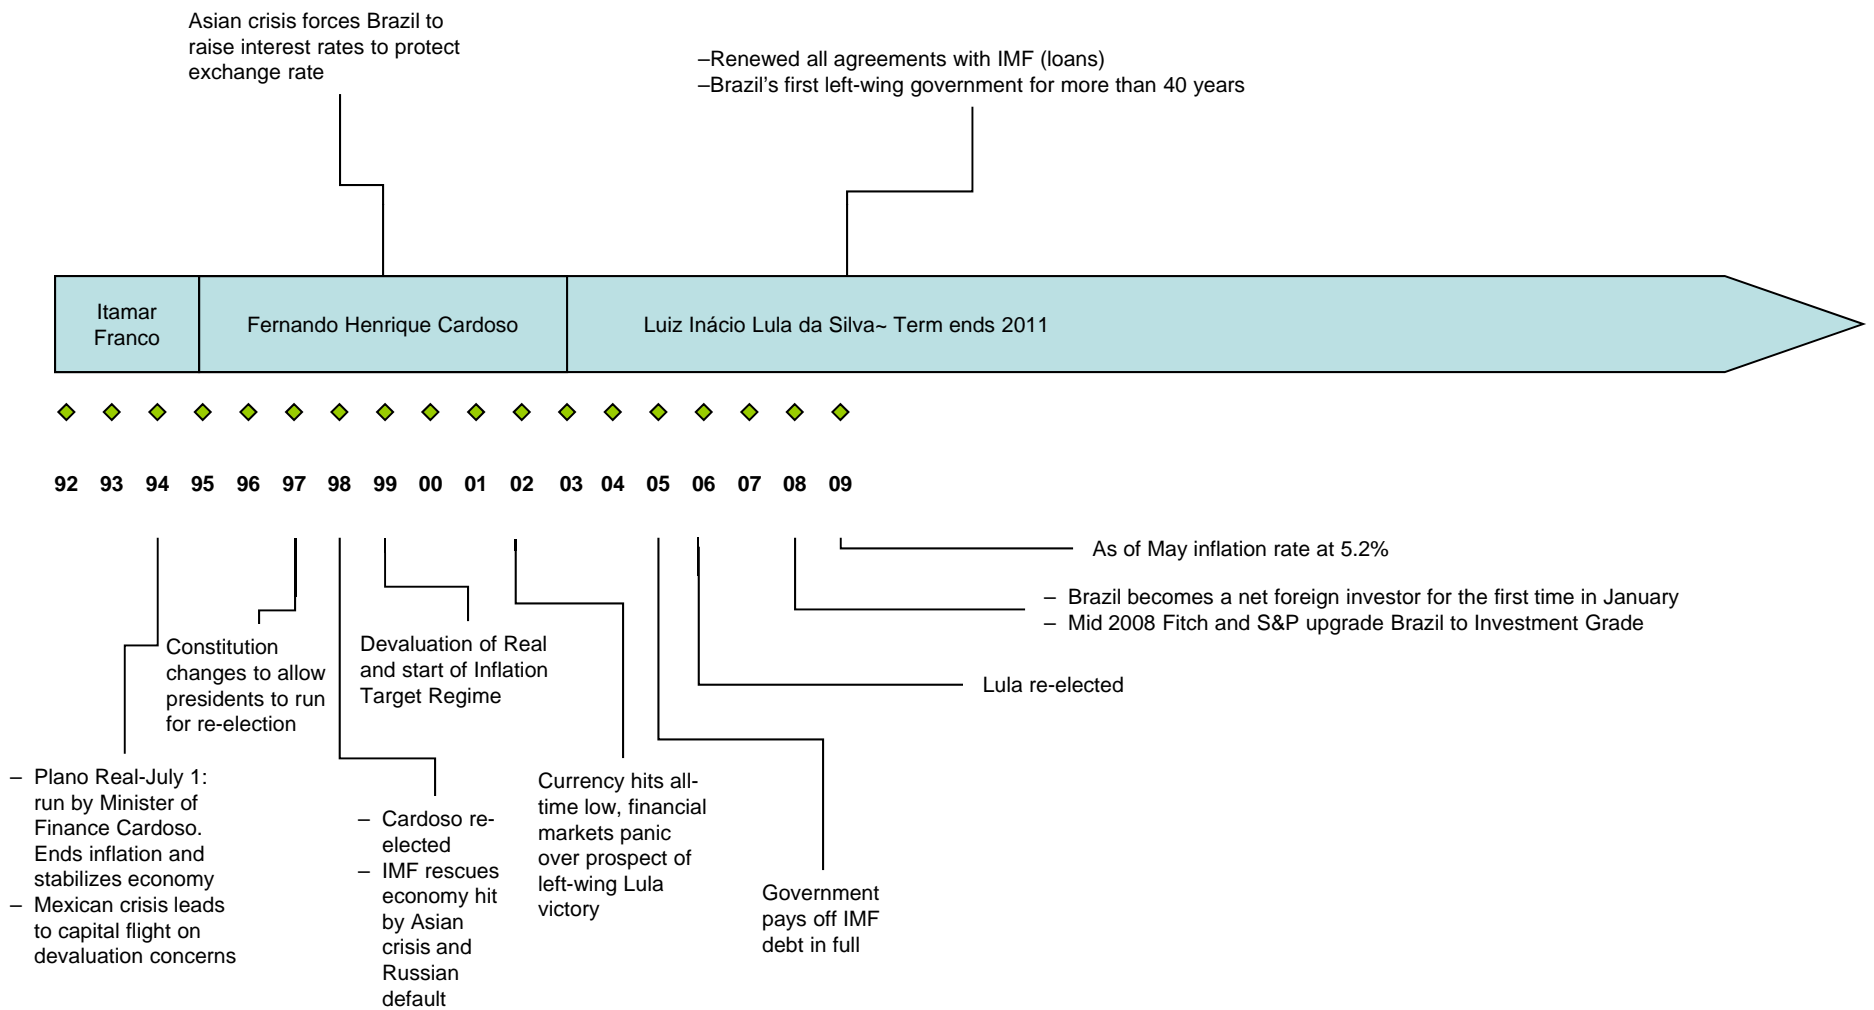 Asian crisis forces Brazil to
raise interest rates to protect
exchange rate
–Renewed all agreements with IMF (loans)
–Brazil's first left-wing government for more than 40 years
Itamar
Franco
Fernando Henrique Cardoso
Luiz Inácio Lula da Silva~ Term ends 2011
92 93 94 95 96 97 98 99 00 01 02 03 04 05 06 07 08 09
As of May inflation rate at 5.2%
– Brazil becomes a net foreign investor for the first time in January
– Mid 2008 Fitch and S&P upgrade Brazil to Investment Grade
Lula re-elected
Constitution
changes to allow
presidents to run
for re-election
Devaluation of Real
and start of Inflation
Target Regime
– Plano Real-July 1:
run by Minister of
Finance Cardoso.
Ends inflation and
stabilizes economy
– Mexican crisis leads
to capital flight on
devaluation concerns
– Cardoso re-
elected
– IMF rescues
economy hit
by Asian
crisis and
Russian
default
Currency hits all-
time low, financial
markets panic
over prospect of
left-wing Lula
victory
Government
pays off IMF
debt in full